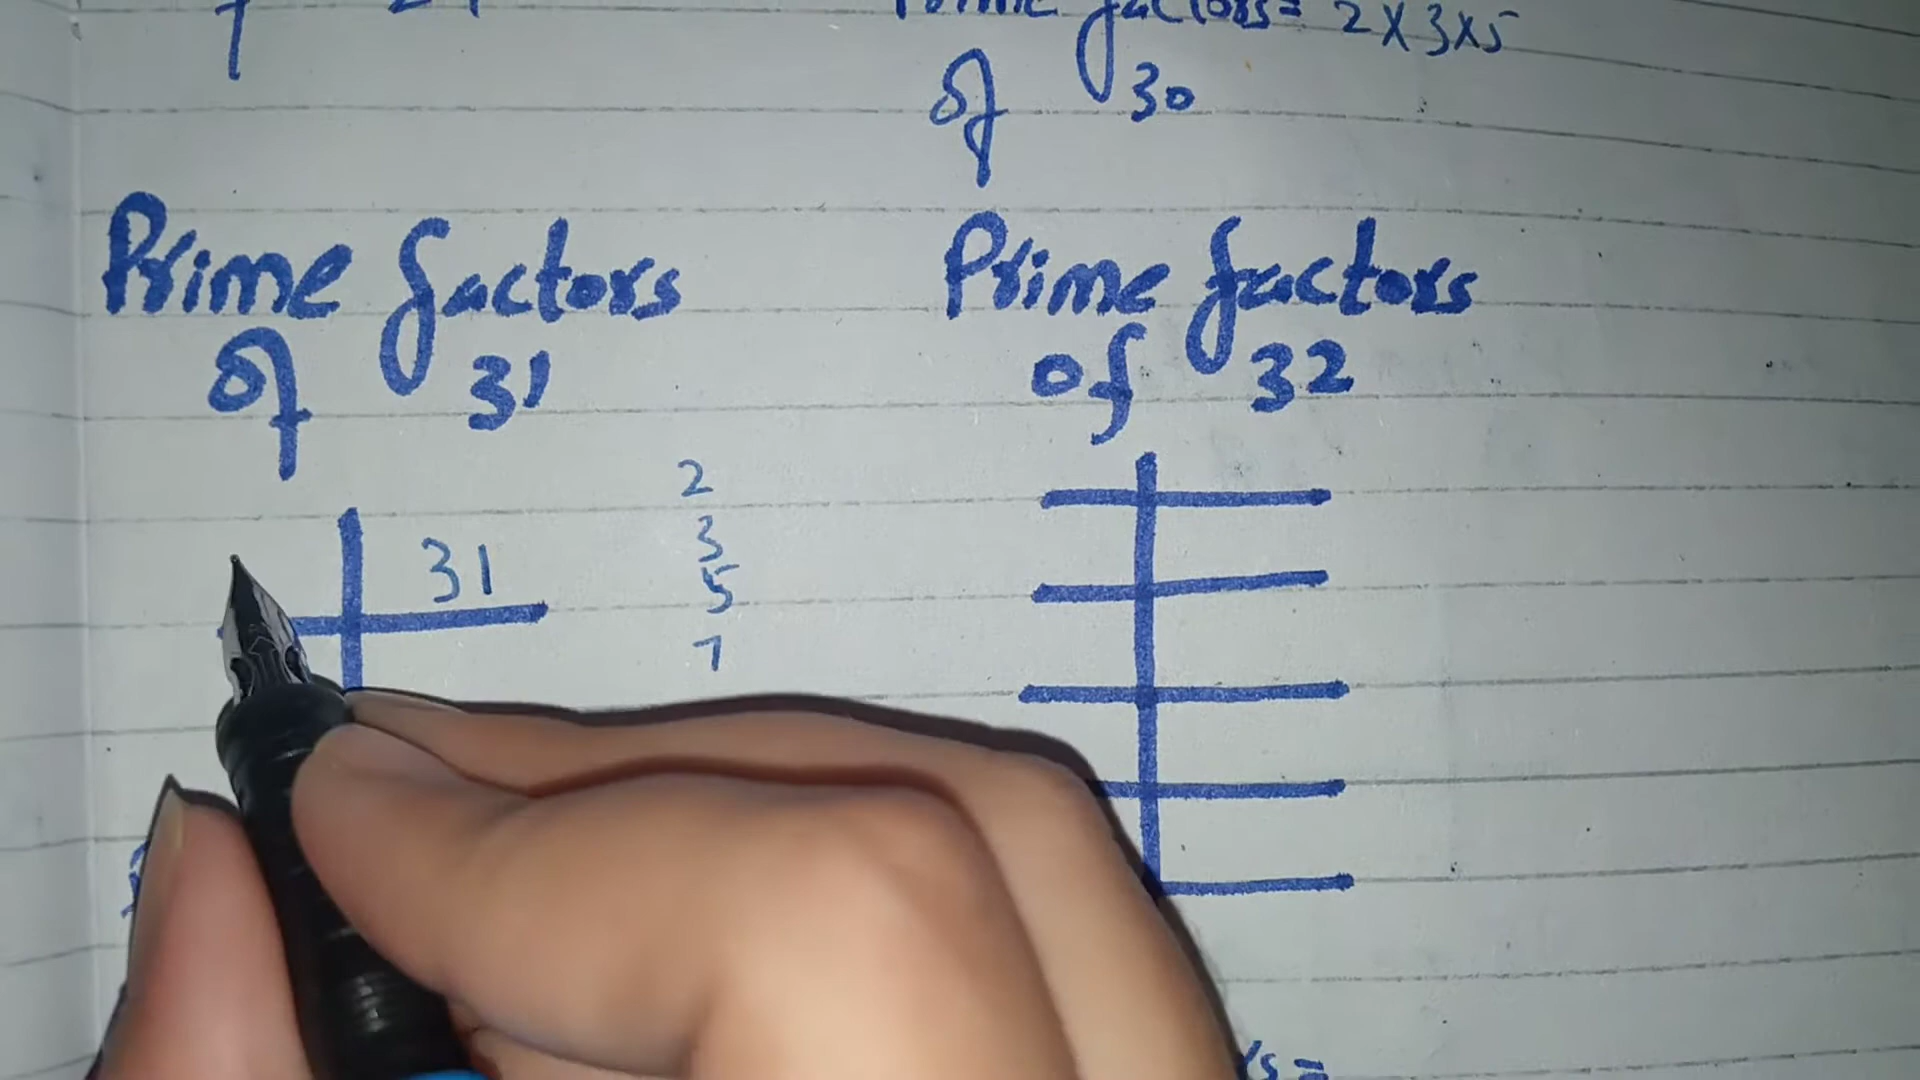 Prime factors = 2 X 3 X 5
of 30
Prime factors
of 31
31
2
3
5
7
Prime factors
of 32